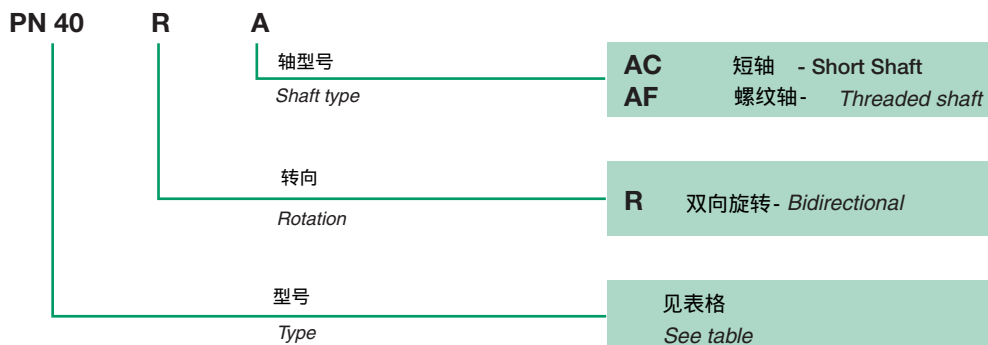 PN 40 R A
轴型号
Shaft type
AC 短轴 - Short Shaft
AF 螺纹轴- Threaded shaft
转向
Rotation
R 双向旋转- Bidirectional
型号
Type
见表格
See table